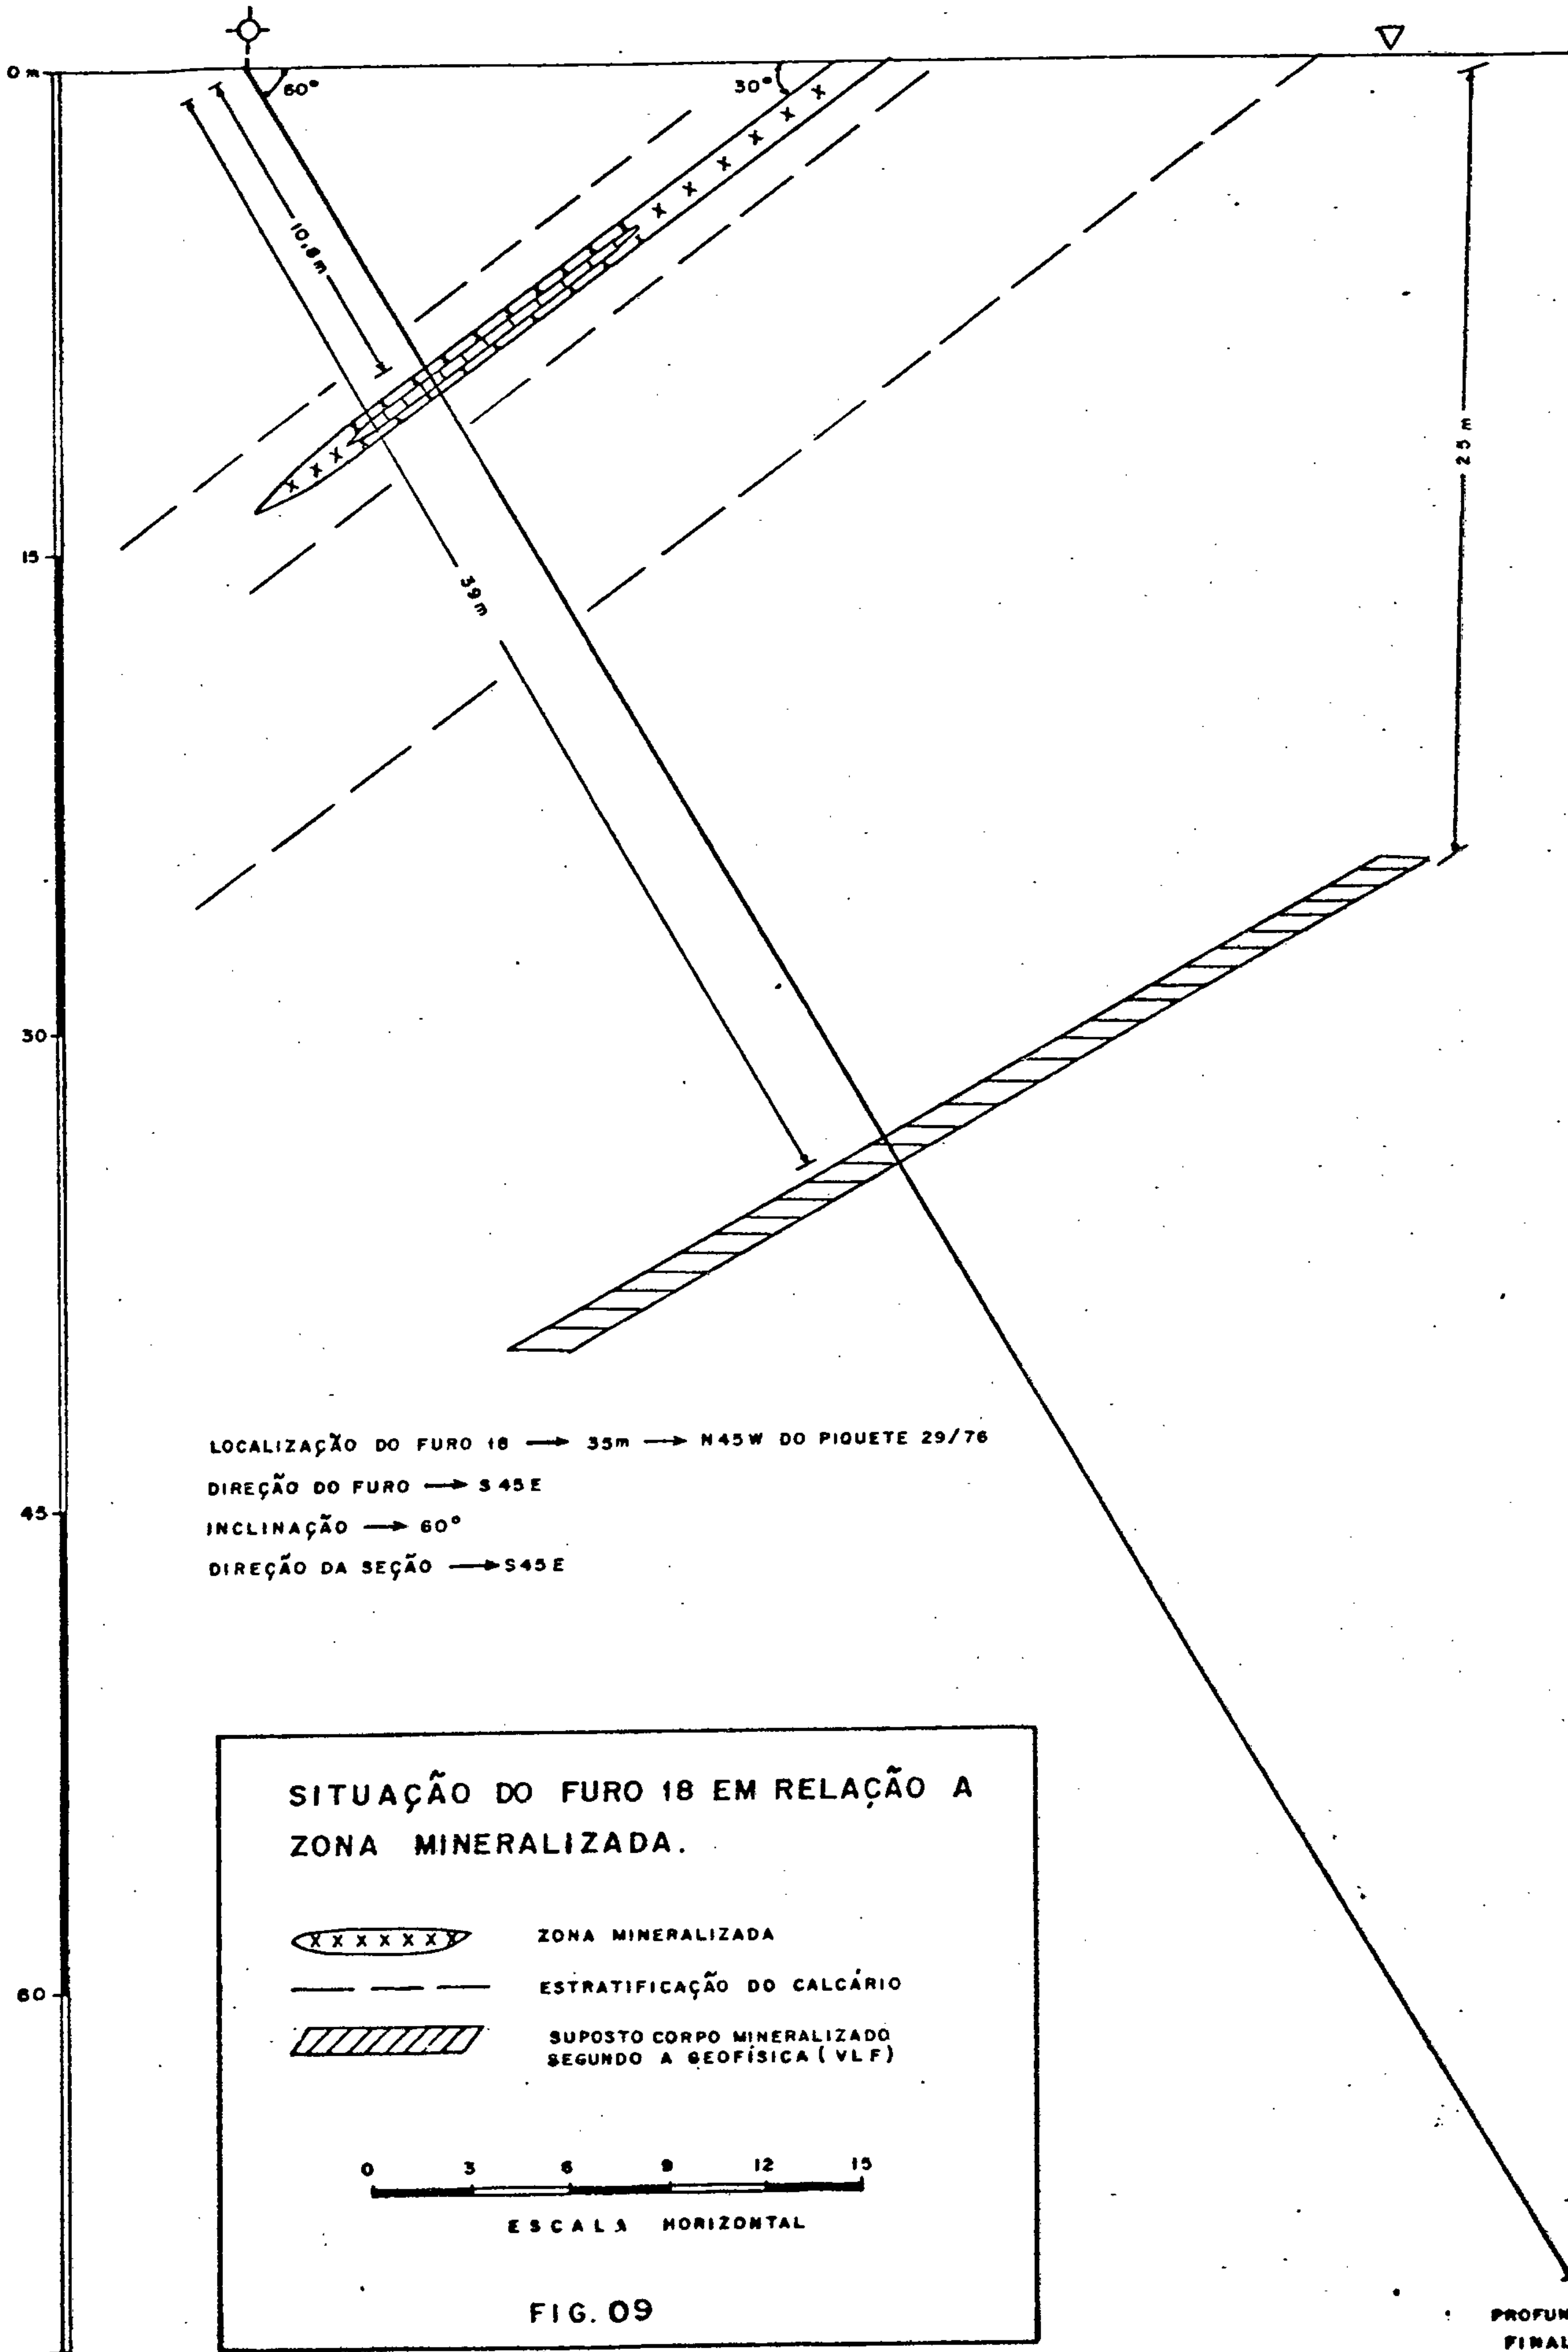 0 m
60°
30°
10,8 m
39 m
25 m
15
30
45
60
LOCALIZAÇÃO DO FURO 18 → 35m → N45W DO PIQUETE 29/76
DIREÇÃO DO FURO → S 45 E
INCLINAÇÃO → 60°
DIREÇÃO DA SEÇÃO → S45E
SITUAÇÃO DO FURO 18 EM RELAÇÃO A
ZONA MINERALIZADA.
X X X X X X X
ZONA MINERALIZADA
ESTRATIFICAÇÃO DO CALCÁRIO
SUPOSTO CORPO MINERALIZADO
SEGUNDO A GEOFÍSICA ( VLF)
0 3 6 9 12 15
ESCALA HORIZONTAL
FIG. 09